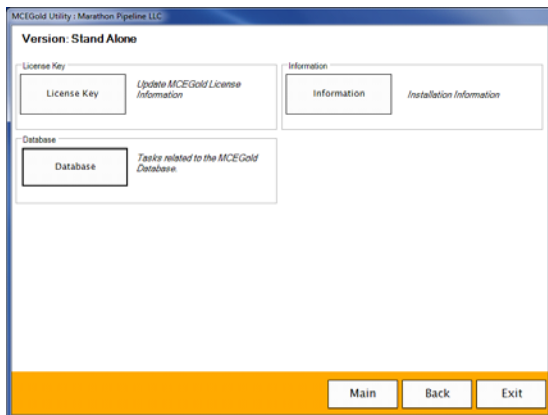 MCEGold Utility : Marathon Pipeline LLC
Version: Stand Alone
License Key
License Key
Update MCEGold License
Information
Information
Information
Installation Information
Database
Database
Tasks related to the MCEGold
Database.
Main
Back
Exit